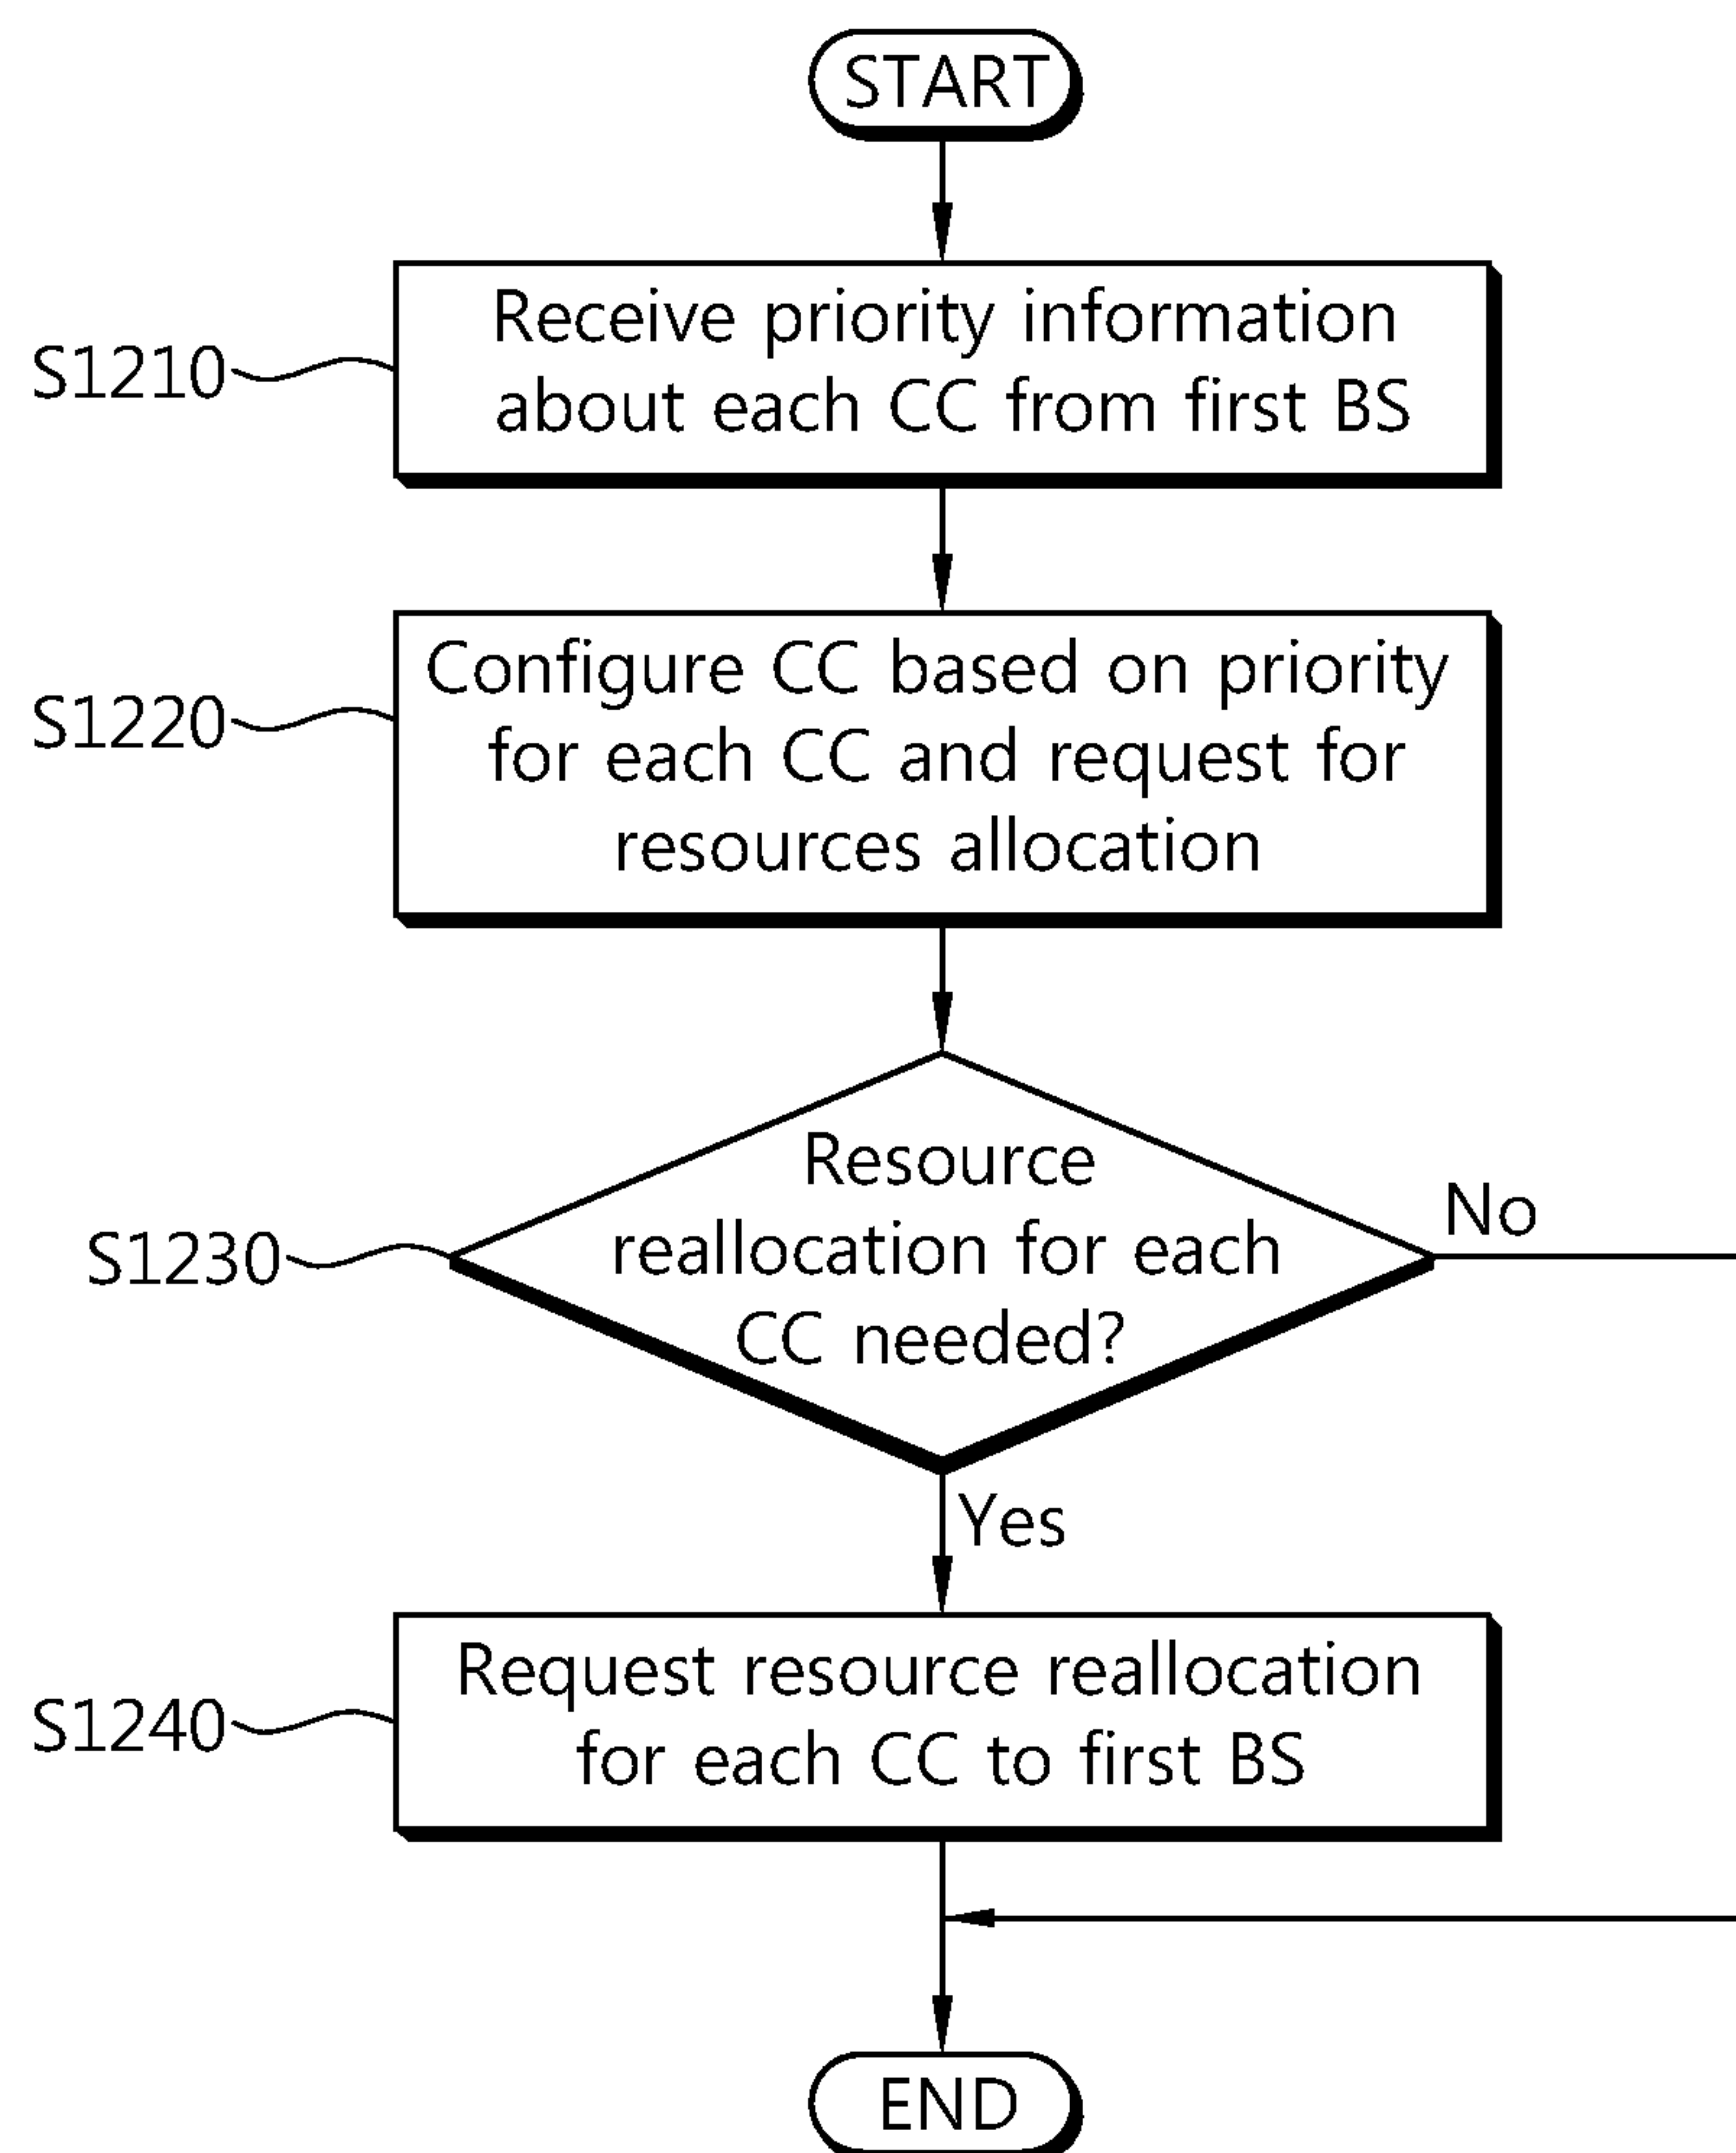 START
S1210
Receive priority information
about each CC from first BS
S1220
Configure CC based on priority
for each CC and request for
resources allocation
S1230
Resource
reallocation for each
CC needed?
No
Yes
S1240
Request resource reallocation
for each CC to first BS
END